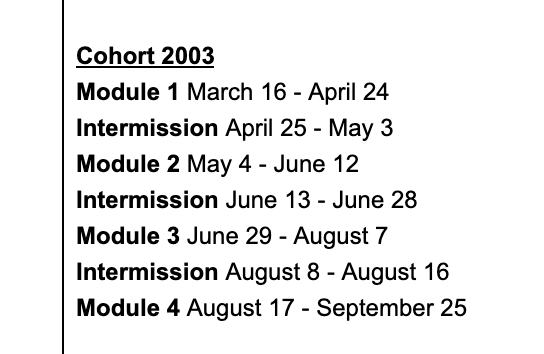 Cohort 2003
Module 1 March 16 - April 24
Intermission April 25 - May 3
Module 2 May 4 - June 12
Intermission June 13 - June 28
Module 3 June 29 - August 7
Intermission August 8 - August 16
Module 4 August 17 - September 25